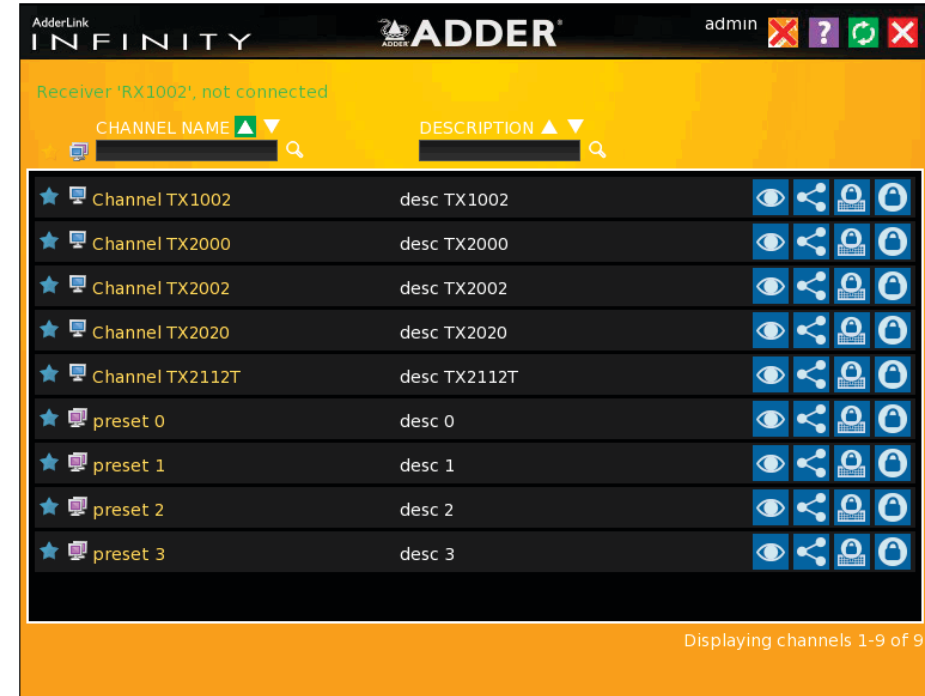 AdderLink
INFINITY
ADDER
ADDER®
admin
?
Receiver 'RX1002', not connected
CHANNEL NAME
DESCRIPTION
Channel TX1002 desc TX1002
Channel TX2000 desc TX2000
Channel TX2002 desc TX2002
Channel TX2020 desc TX2020
Channel TX2112T desc TX2112T
preset 0 desc 0
preset 1 desc 1
preset 2 desc 2
preset 3 desc 3
Displaying channels 1-9 of 9